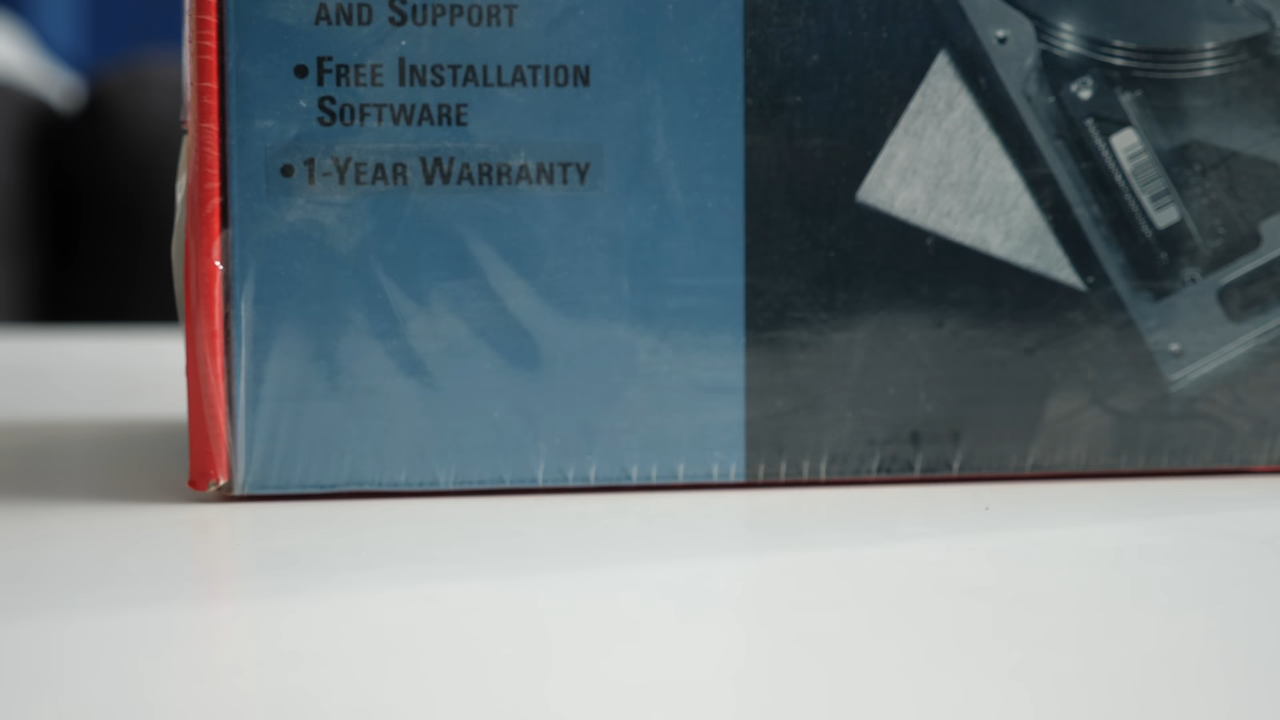 AND SUPPORT
• FREE INSTALLATION
SOFTWARE
• 1-YEAR WARRANTY